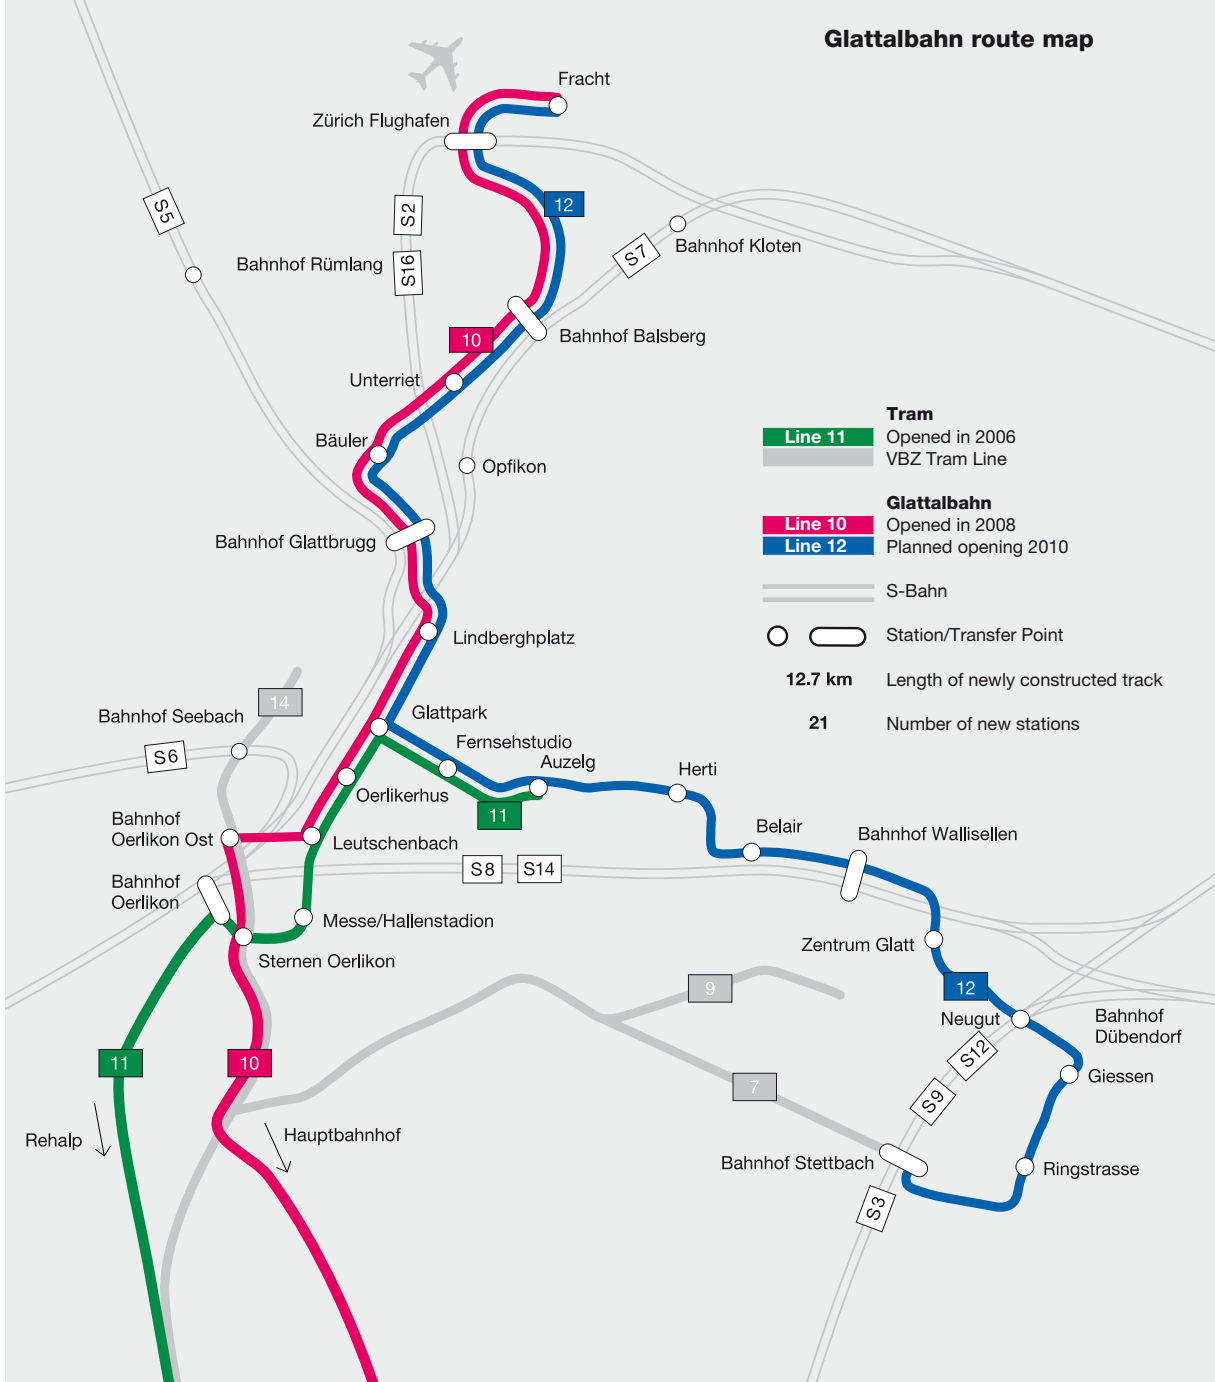 Glattalbahn route map
Fracht
Zürich Flughafen
12
S5
S2
S16
S7
Bahnhof Kloten
Bahnhof Rümlang
10
Bahnhof Balsberg
Unterriet
Bäuler
Opfikon
Bahnhof Glattbrugg
Tram
Line 11 Opened in 2006
VBZ Tram Line
Glattalbahn
Line 10 Opened in 2008
Line 12 Planned opening 2010
S-Bahn
Station/Transfer Point
12.7 km Length of newly constructed track
21 Number of new stations
Lindberghplatz
14
Bahnhof Seebach
S6
Glattpark
Fernsehstudio
Auzelg
Herti
Oerlikerhus
11
Bahnhof
Oerlikon Ost
Leutschenbach
Belair
Bahnhof Wallisellen
S8
S14
Bahnhof
Oerlikon
Messe/Hallenstadion
Sternen Oerlikon
Zentrum Glatt
9
12
Neugut
Bahnhof
Dübendorf
11
10
7
S12
S9
Giessen
Rehalp
Hauptbahnhof
Bahnhof Stettbach
Ringstrasse
S3